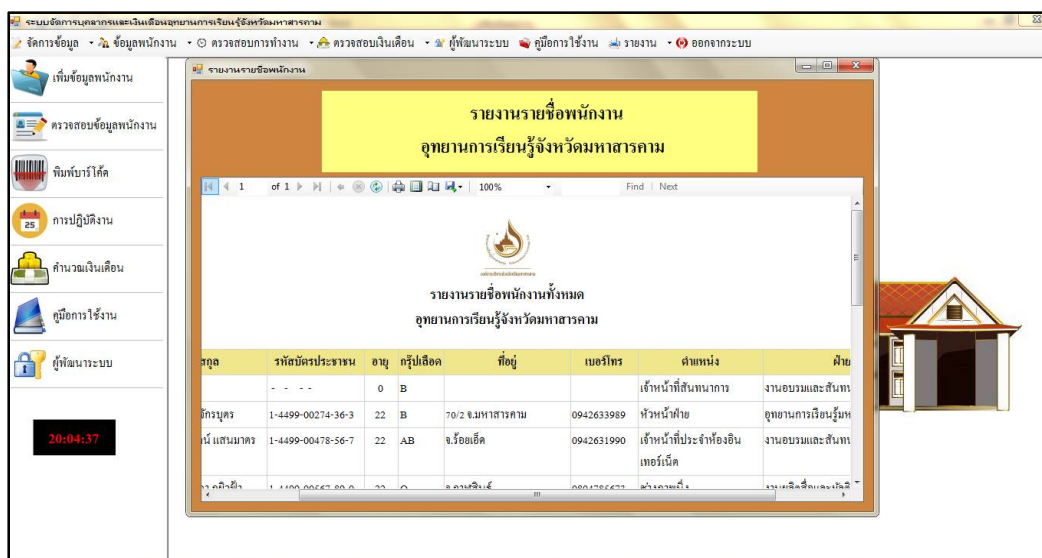 ระบบจัดการบุคลากรและเงินเดือนอุทยานการเรียนรู้จังหวัดมหาสารคาม
จัดการข้อมูล ข้อมูลพนักงาน ตรวจสอบการทำงาน ตรวจสอบเงินเดือน ผู้พัฒนาระบบ คู่มือการใช้งาน รายงาน ออกจากระบบ
เพิ่มข้อมูลพนักงาน
ตรวจสอบข้อมูลพนักงาน
พิมพ์บาร์โค้ด
25 การปฏิบัติงาน
คำนวณเงินเดือน
คู่มือการใช้งาน
ผู้พัฒนาระบบ
20:04:37
รายงานรายชื่อพนักงาน
รายงานรายชื่อพนักงาน
อุทยานการเรียนรู้จังหวัดมหาสารคาม
1 of 1 100% Find | Next
รายงานรายชื่อพนักงานทั้งหมด
อุทยานการเรียนรู้จังหวัดมหาสารคาม
สกุล รหัสบัตรประชาชน อายุ กรุ๊ปเลือด ที่อยู่ เบอร์โทร ตำแหน่ง ฝ่าย
- - - - 0 B เจ้าหน้าที่สันทนาการ งานอบรมและสันทน
จักรบุตร 1-4499-00274-36-3 22 B 70/2 จ.มหาสารคาม 0942633989 หัวหน้าฝ่าย อุทยานการเรียนรู้มห
น์ แสนมาตร 1-4499-00478-56-7 22 AB จ.ร้อยเอ็ด 0942631990 เจ้าหน้าที่ประจำห้องอิน งานอบรมและสันทน
เทอร์เน็ต